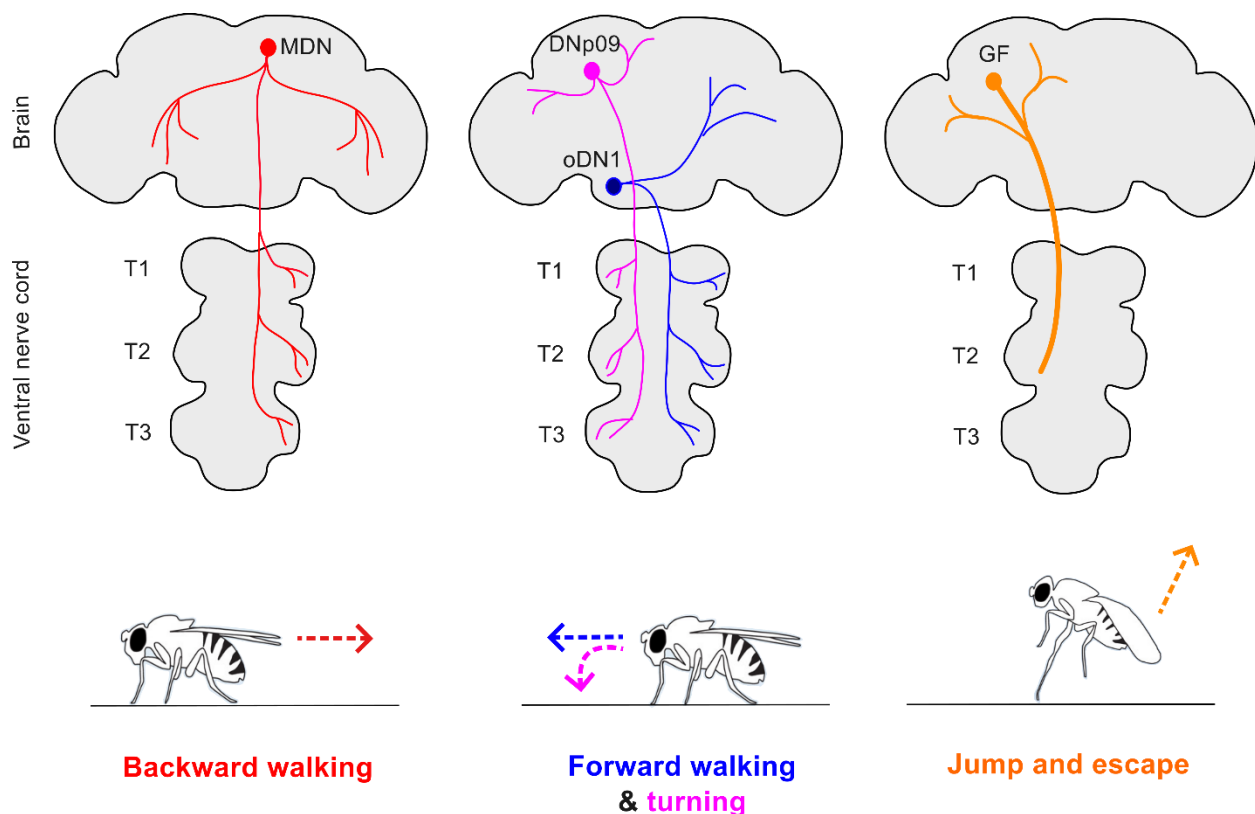 Brain
Ventral nerve cord
MDN
T1
T2
T3
DNp09
oDN1
T1
T2
T3
GF
T1
T2
T3
Backward walking
Forward walking
& turning
Jump and escape